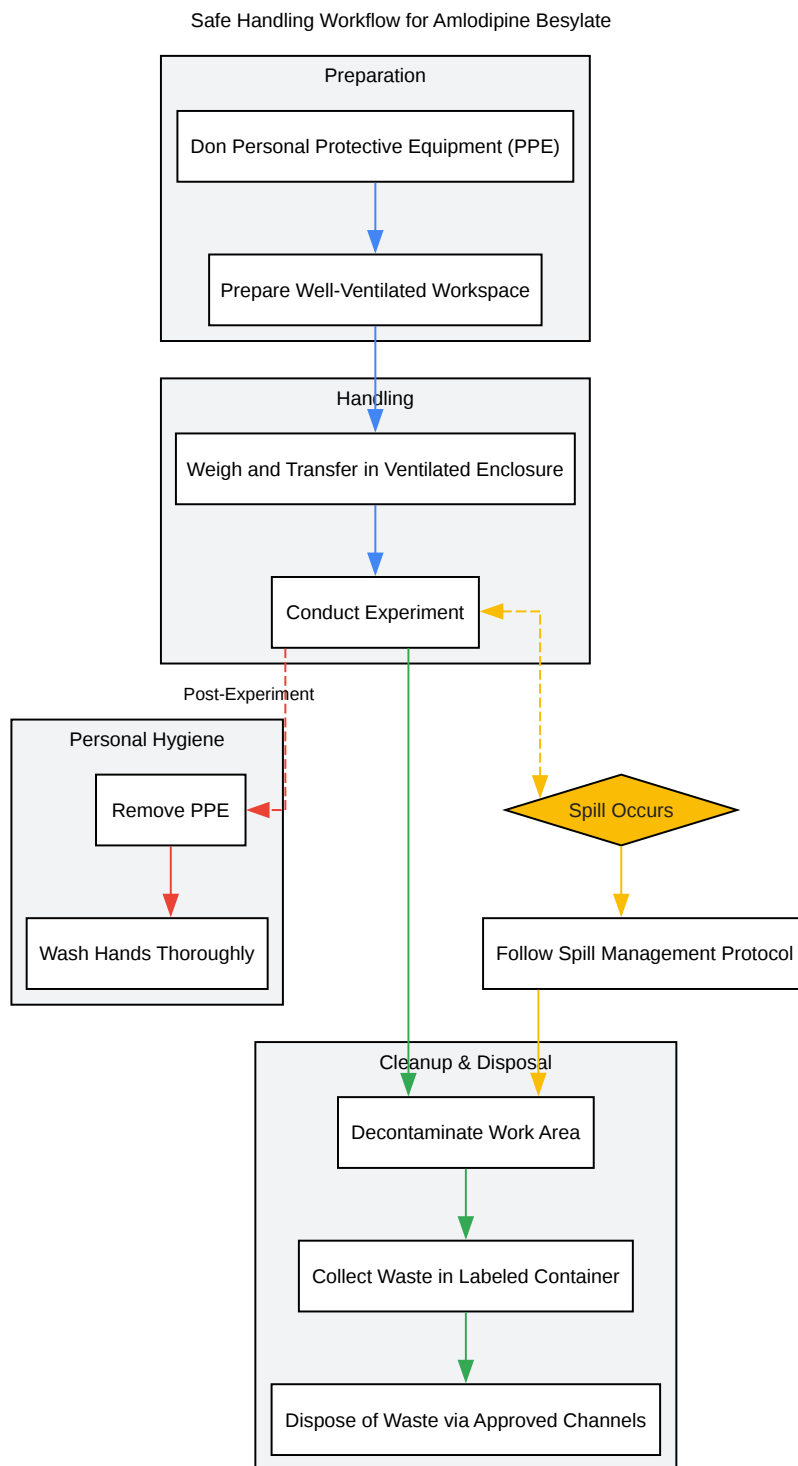 Safe Handling Workflow for Amlodipine Besylate
Preparation
Don Personal Protective Equipment (PPE)
Prepare Well-Ventilated Workspace
Handling
Weigh and Transfer in Ventilated Enclosure
Conduct Experiment
Post-Experiment
Personal Hygiene
Remove PPE
Spill Occurs
Wash Hands Thoroughly
Follow Spill Management Protocol
Cleanup & Disposal
Decontaminate Work Area
Collect Waste in Labeled Container
Dispose of Waste via Approved Channels